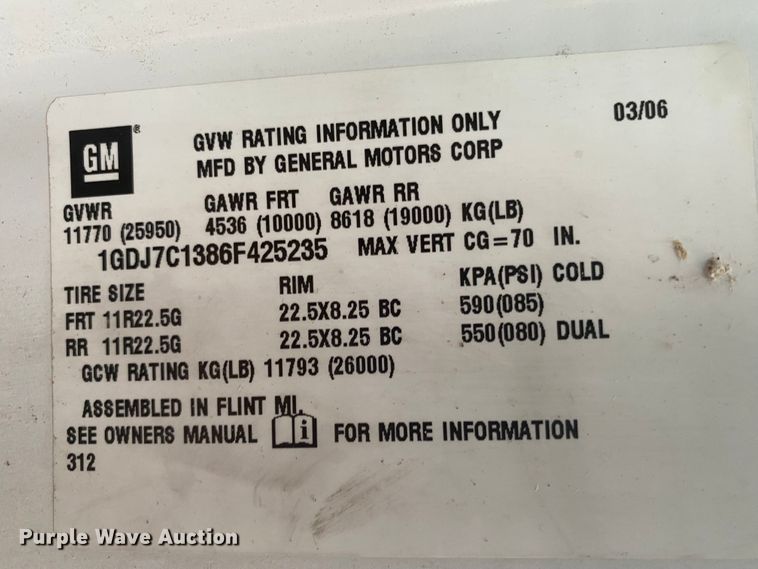 03/06
GM ®
GVW RATING INFORMATION ONLY
MFD BY GENERAL MOTORS CORP
GVWR GAWR FRT GAWR RR
11770 (25950) 4536 (10000) 8618 (19000) KG(LB)
1GDJ7C1386F425235 MAX VERT CG=70 IN.
TIRE SIZE RIM KPA(PSI) COLD
FRT 11R22.5G 22.5X8.25 BC 590(085)
RR 11R22.5G 22.5X8.25 BC 550(080) DUAL
GCW RATING KG(LB) 11793 (26000)
ASSEMBLED IN FLINT MI.
SEE OWNERS MANUAL i FOR MORE INFORMATION
312
Purple Wave Auction